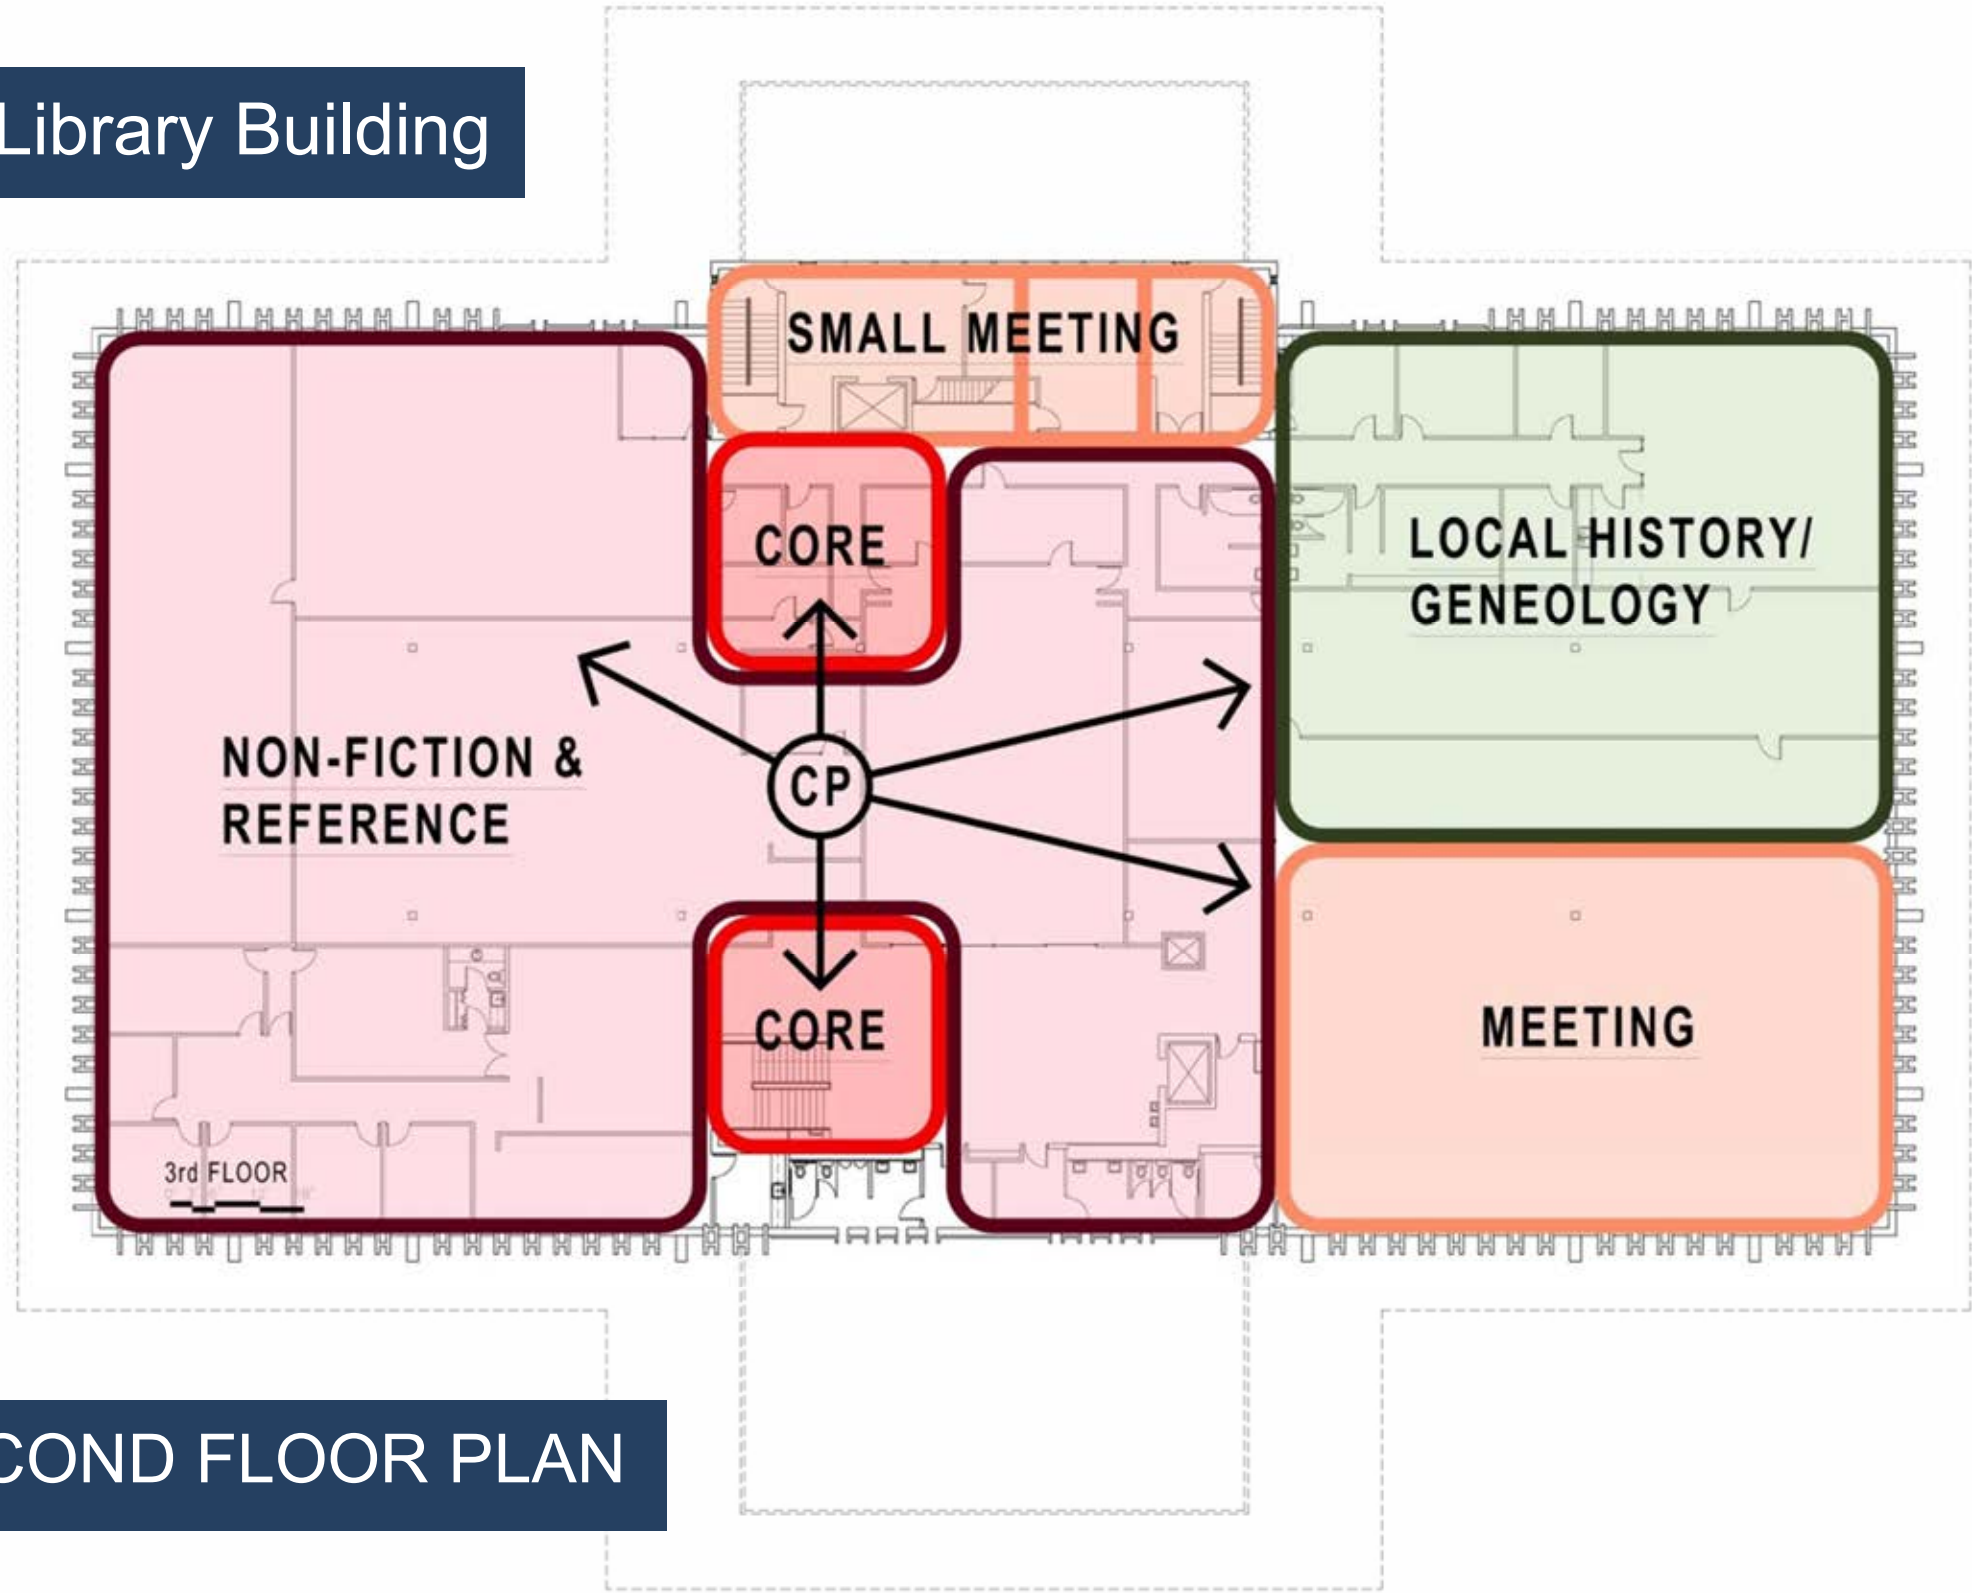 Library Building
SMALL MEETING
CORE
LOCAL HISTORY/
GENEOLOGY
NON-FICTION &
REFERENCE
CP
CORE
MEETING
3rd FLOOR
COND FLOOR PLAN